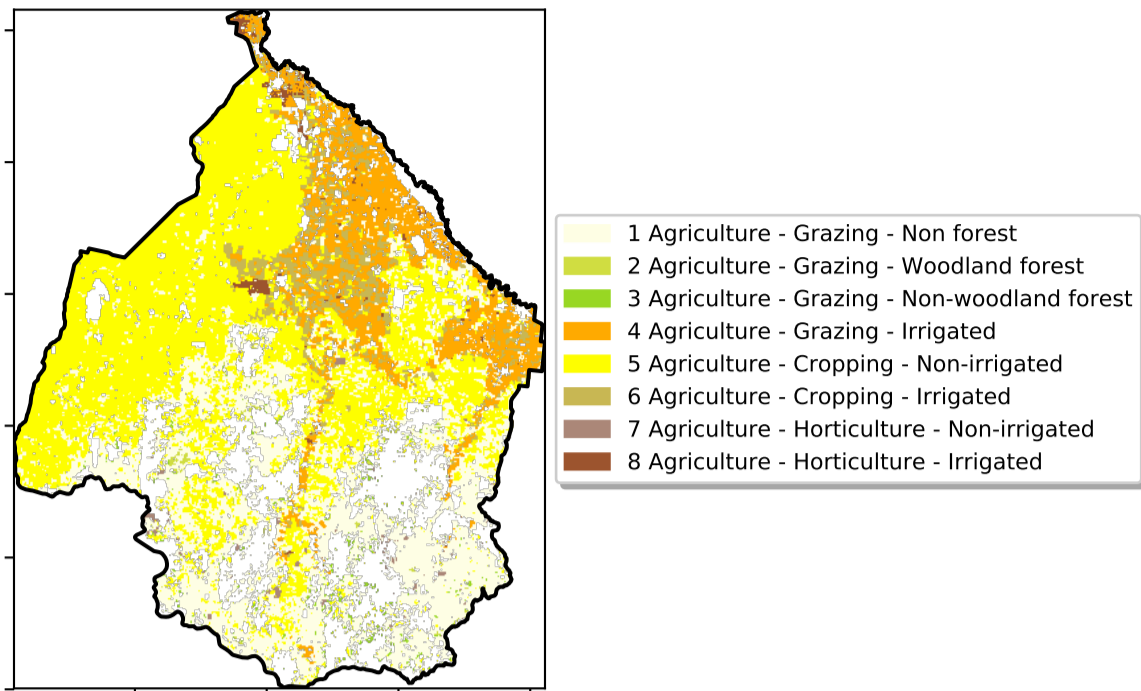 1 Agriculture - Grazing - Non forest
2 Agriculture - Grazing - Woodland forest
3 Agriculture - Grazing - Non-woodland forest
4 Agriculture - Grazing - Irrigated
5 Agriculture - Cropping - Non-irrigated
6 Agriculture - Cropping - Irrigated
7 Agriculture - Horticulture - Non-irrigated
8 Agriculture - Horticulture - Irrigated